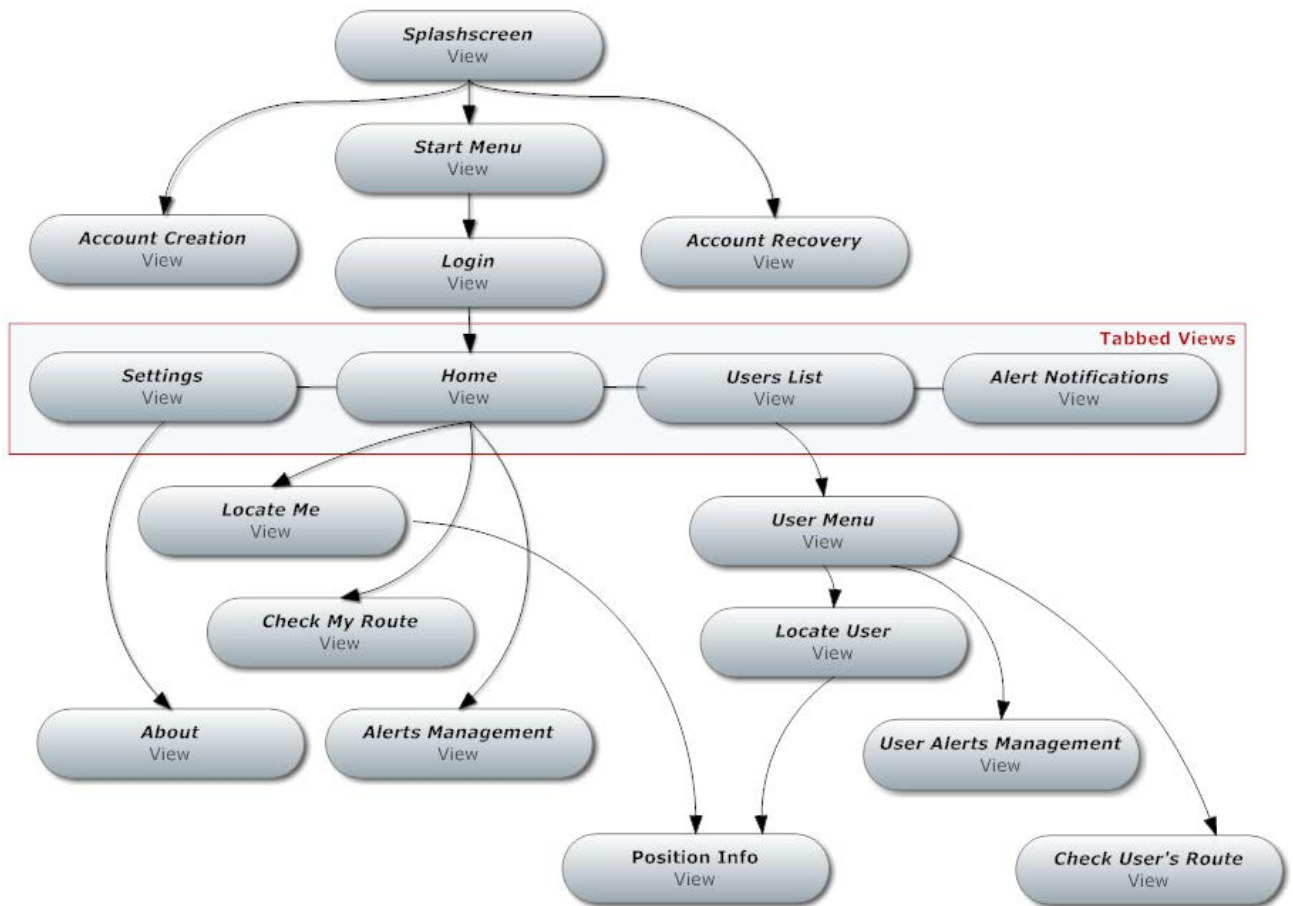 Splashscreen
View
Start Menu
View
Account Creation
View
Login
View
Account Recovery
View
Tabbed Views
Settings
View
Home
View
Users List
View
Alert Notifications
View
Locate Me
View
User Menu
View
Check My Route
View
Locate User
View
About
View
Alerts Management
View
User Alerts Management
View
Position Info
View
Check User's Route
View